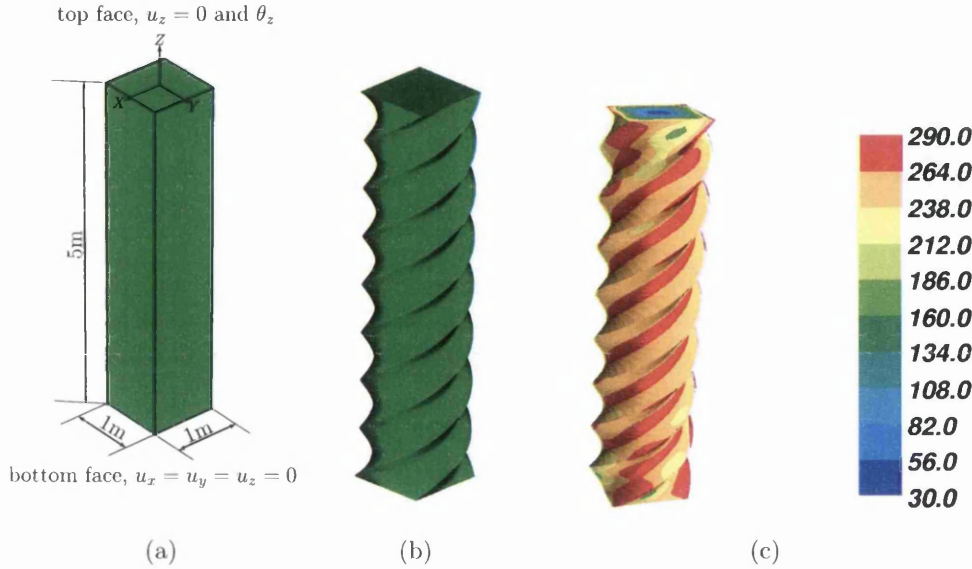 top face, $u_z = 0$ and $\theta_z$
Z
X
Y
5m
1m
1m
bottom face, $u_x = u_y = u_z = 0$
290.0
264.0
238.0
212.0
186.0
160.0
134.0
108.0
82.0
56.0
30.0
(a)
(b)
(c)